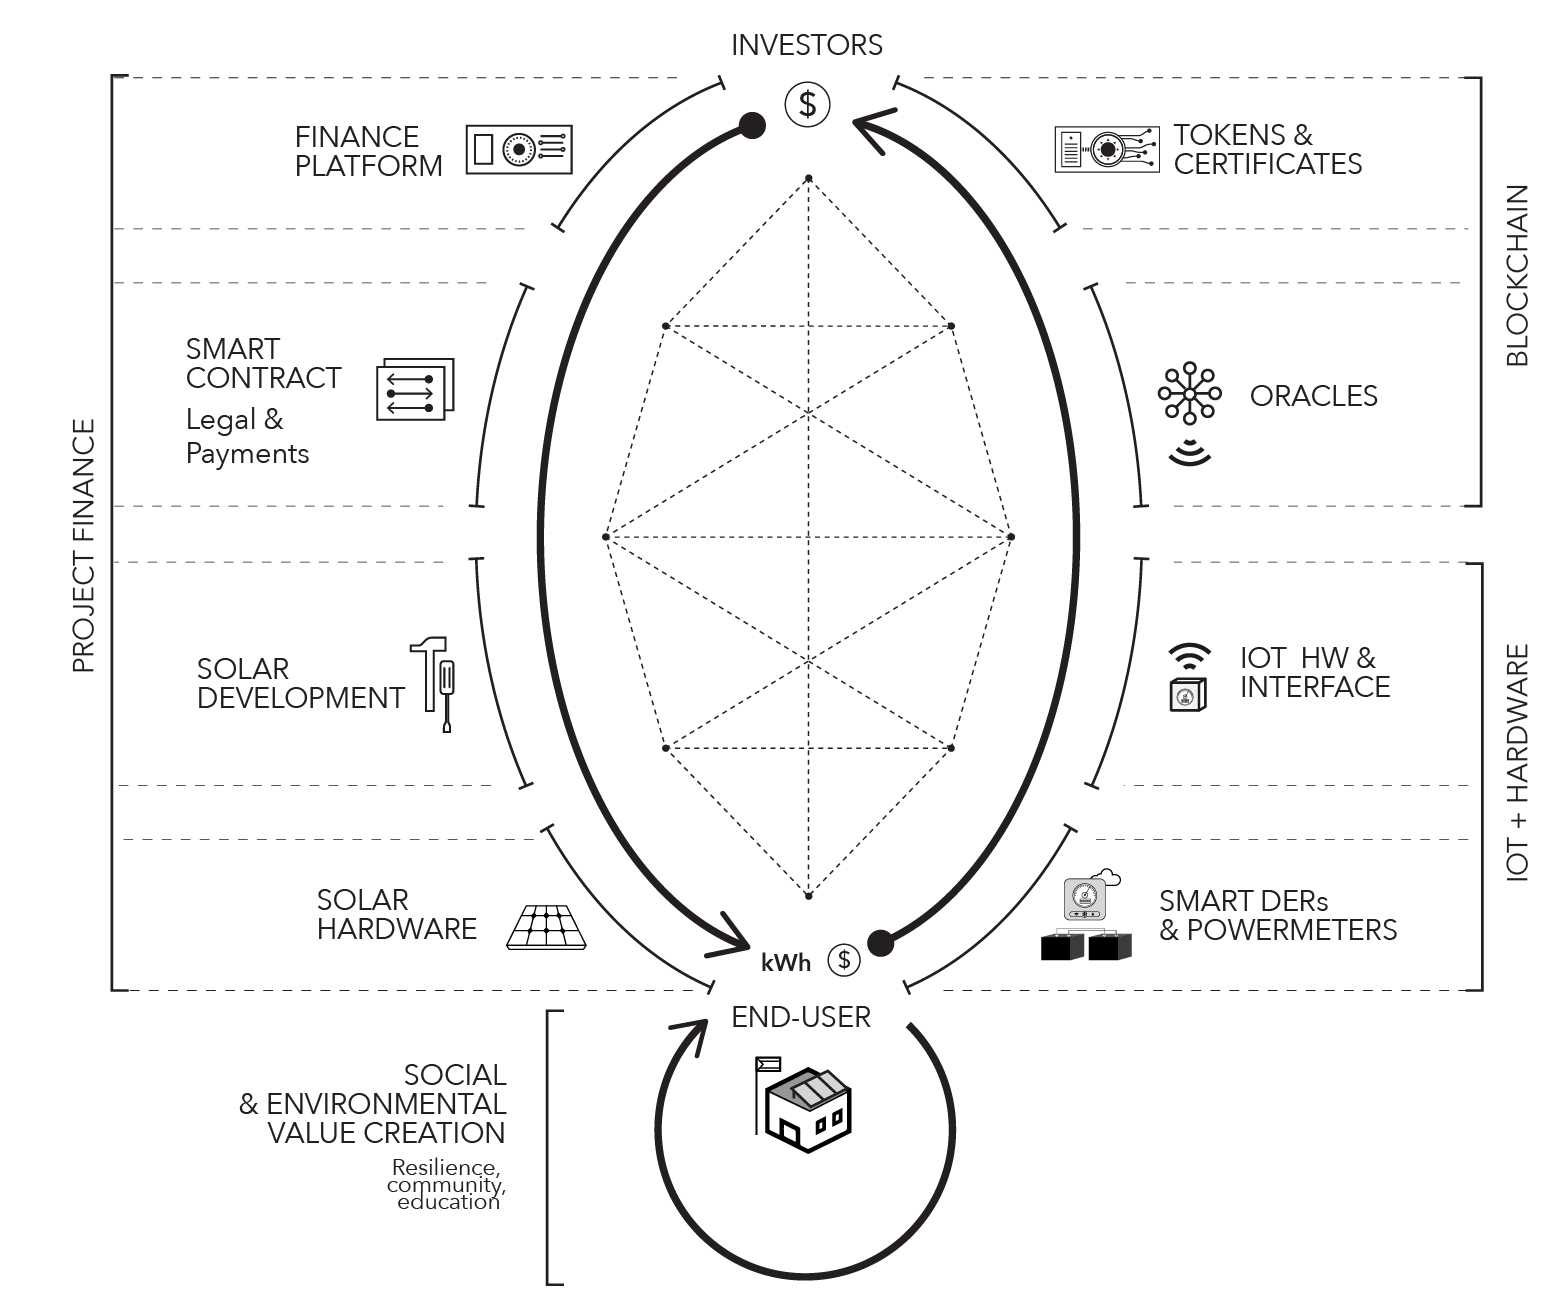 INVESTORS
$
FINANCE
PLATFORM
TOKENS &
CERTIFICATES
SMART
CONTRACT
Legal &
Payments
ORACLES
BLOCKCHAIN
PROJECT FINANCE
SOLAR
DEVELOPMENT
IOT HW &
INTERFACE
IOT + HARDWARE
SOLAR
HARDWARE
SMART DERs
& POWERMETERS
kWh $
END-USER
SOCIAL
& ENVIRONMENTAL
VALUE CREATION
Resilience,
community,
education